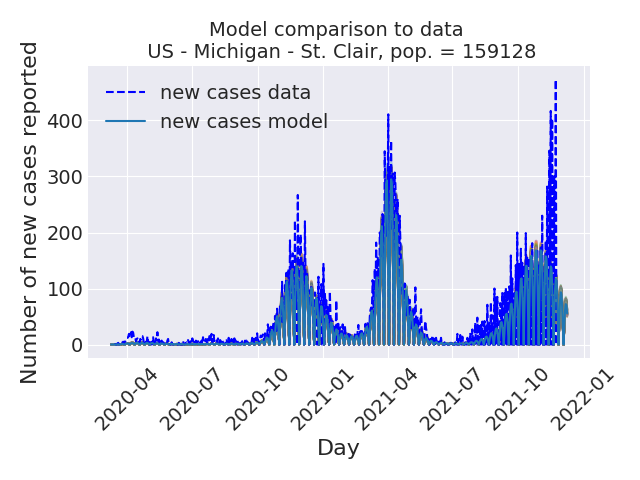 Model comparison to data
US - Michigan - St. Clair, pop. = 159128
Number of new cases reported
new cases data
new cases model
400
300
200
100
0
2020-04
2020-07
2020-10
2021-01
2021-04
2021-07
2021-10
2022-01
Day